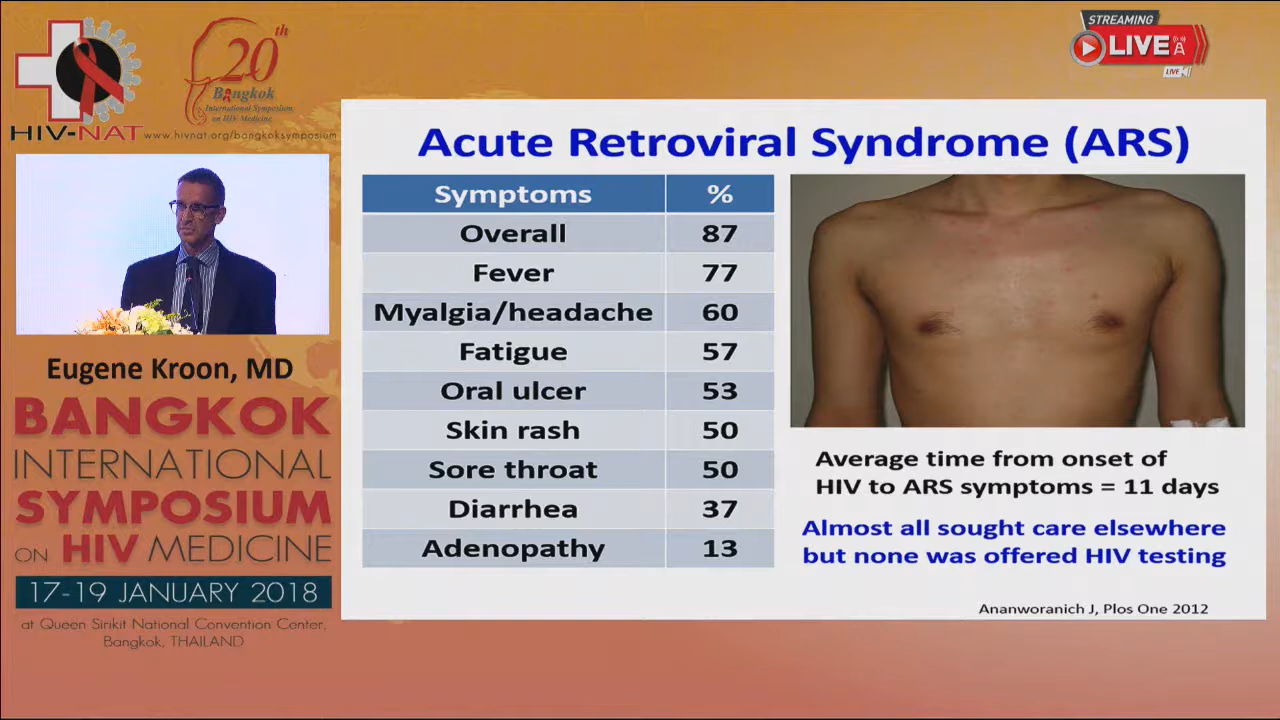 STREAMING
LIVE
LIVE
20th
Bangkok
International Symposium
on HIV Medicine
HIV-NAT
www.hivnat.org/bangkoksymposium
Eugene Kroon, MD
BANGKOK
INTERNATIONAL
SYMPOSIUM
ON HIV MEDICINE
17-19 JANUARY 2018
at Queen Sirikit National Convention Center,
Bangkok, THAILAND
Acute Retroviral Syndrome (ARS)
Symptoms %
Overall 87
Fever 77
Myalgia/headache 60
Fatigue 57
Oral ulcer 53
Skin rash 50
Sore throat 50
Diarrhea 37
Adenopathy 13
Average time from onset of
HIV to ARS symptoms = 11 days
Almost all sought care elsewhere
but none was offered HIV testing
Ananworanich J, Plos One 2012